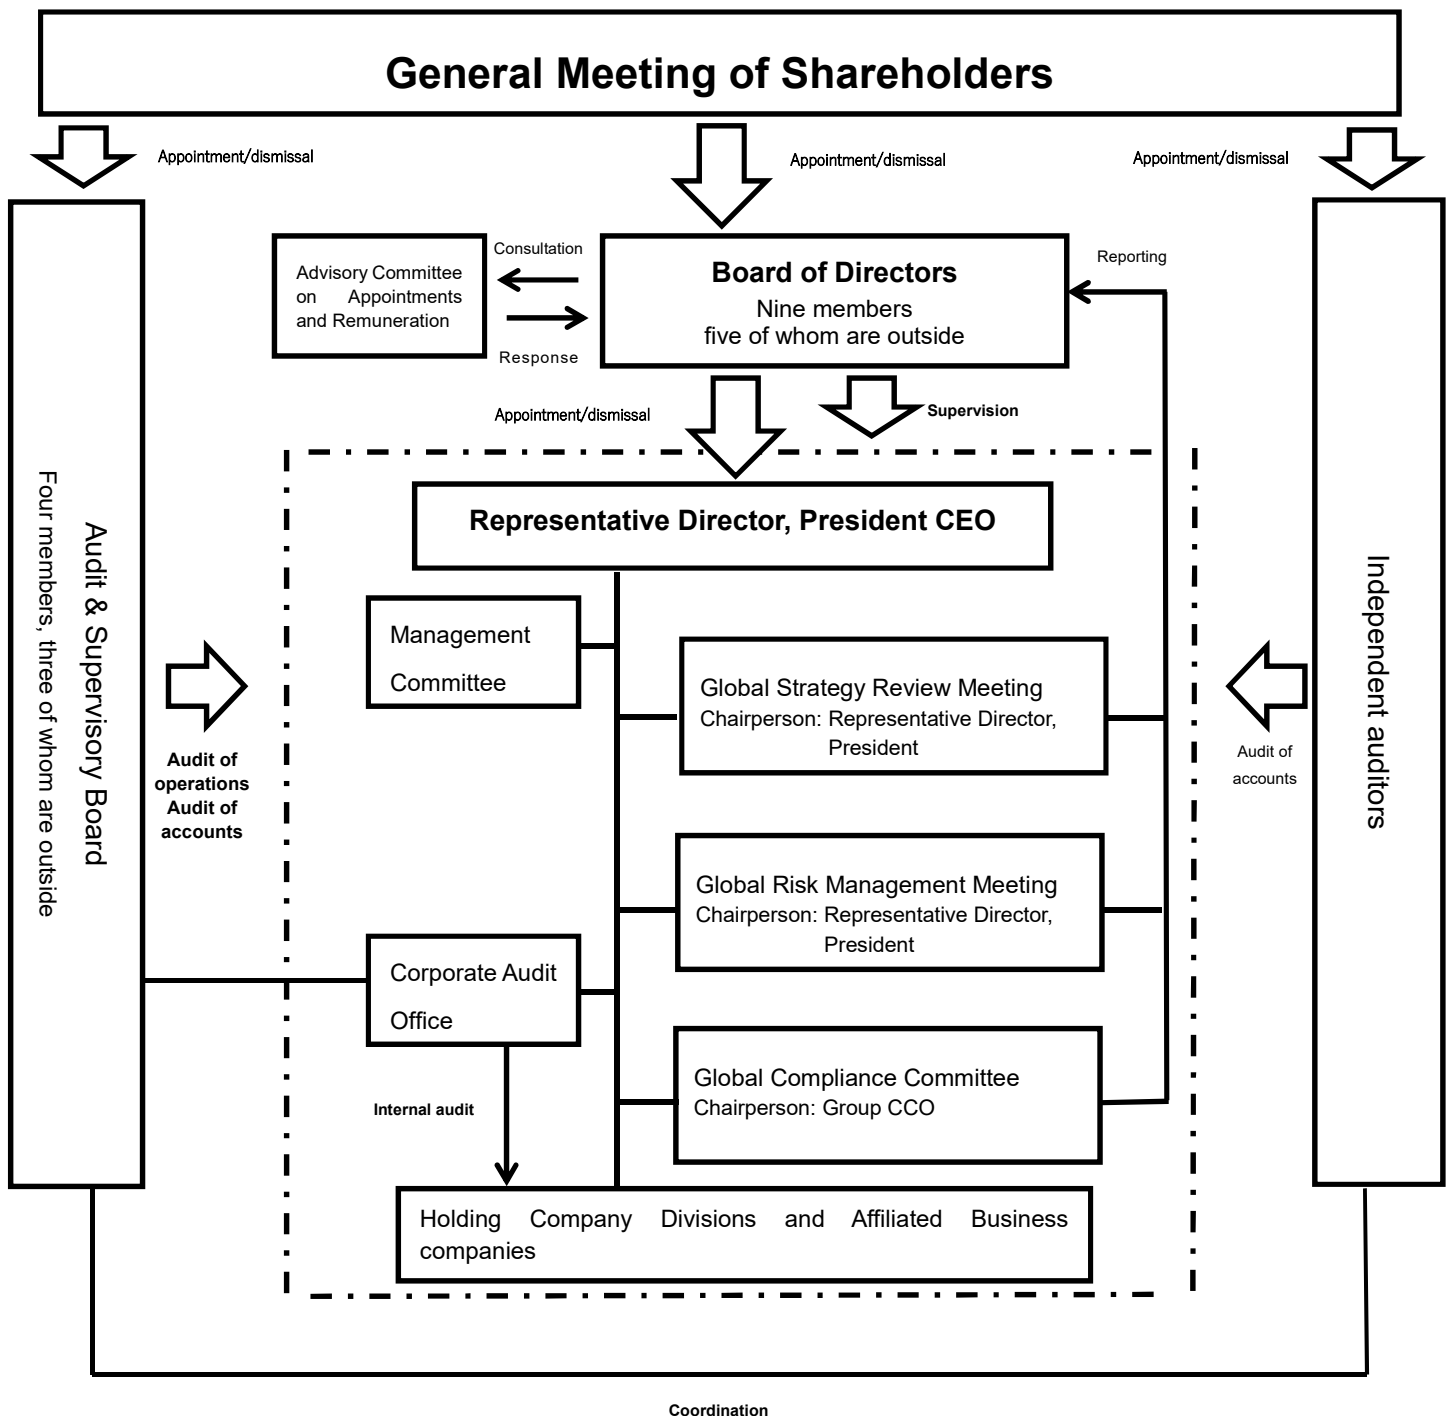 General Meeting of Shareholders
Appointment/dismissal
Appointment/dismissal
Appointment/dismissal
Advisory Committee
on Appointments
and Remuneration
Consultation
Response
Board of Directors
Nine members
five of whom are outside
Reporting
Appointment/dismissal
Supervision
Audit & Supervisory Board
Four members, three of whom are outside
Independent auditors
Representative Director, President CEO
Management
Committee
Global Strategy Review Meeting
Chairperson: Representative Director,
President
Audit of
operations
Audit of
accounts
Audit of
accounts
Global Risk Management Meeting
Chairperson: Representative Director,
President
Corporate Audit
Office
Global Compliance Committee
Chairperson: Group CCO
Internal audit
Holding Company Divisions and Affiliated Business
companies
Coordination